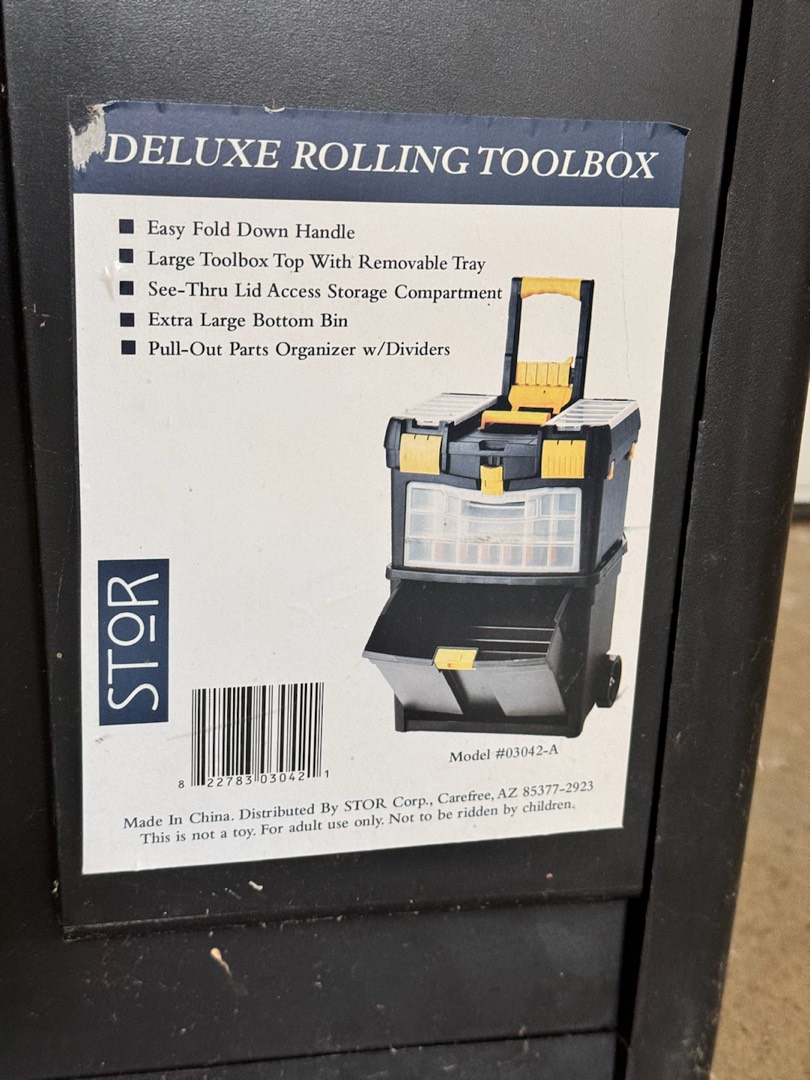 DELUXE ROLLING TOOLBOX
■ Easy Fold Down Handle
■ Large Toolbox Top With Removable Tray
■ See-Thru Lid Access Storage Compartment
■ Extra Large Bottom Bin
■ Pull-Out Parts Organizer w/Dividers
STOR
8 22783 03042 1
Model #03042-A
Made In China. Distributed By STOR Corp., Carefree, AZ 85377-2923
This is not a toy. For adult use only. Not to be ridden by children.